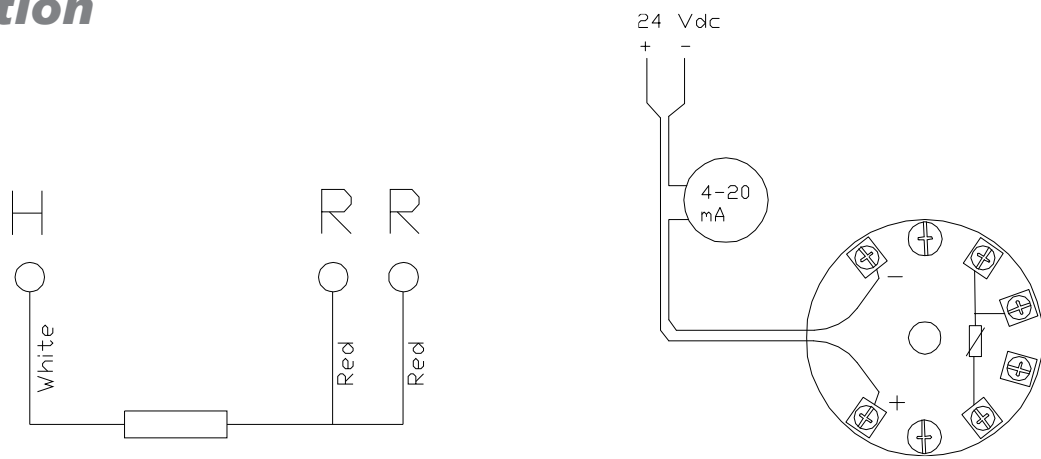 tion
24 Vdc
+ -
4-20
mA
H R R
White
Red
Red
-
+